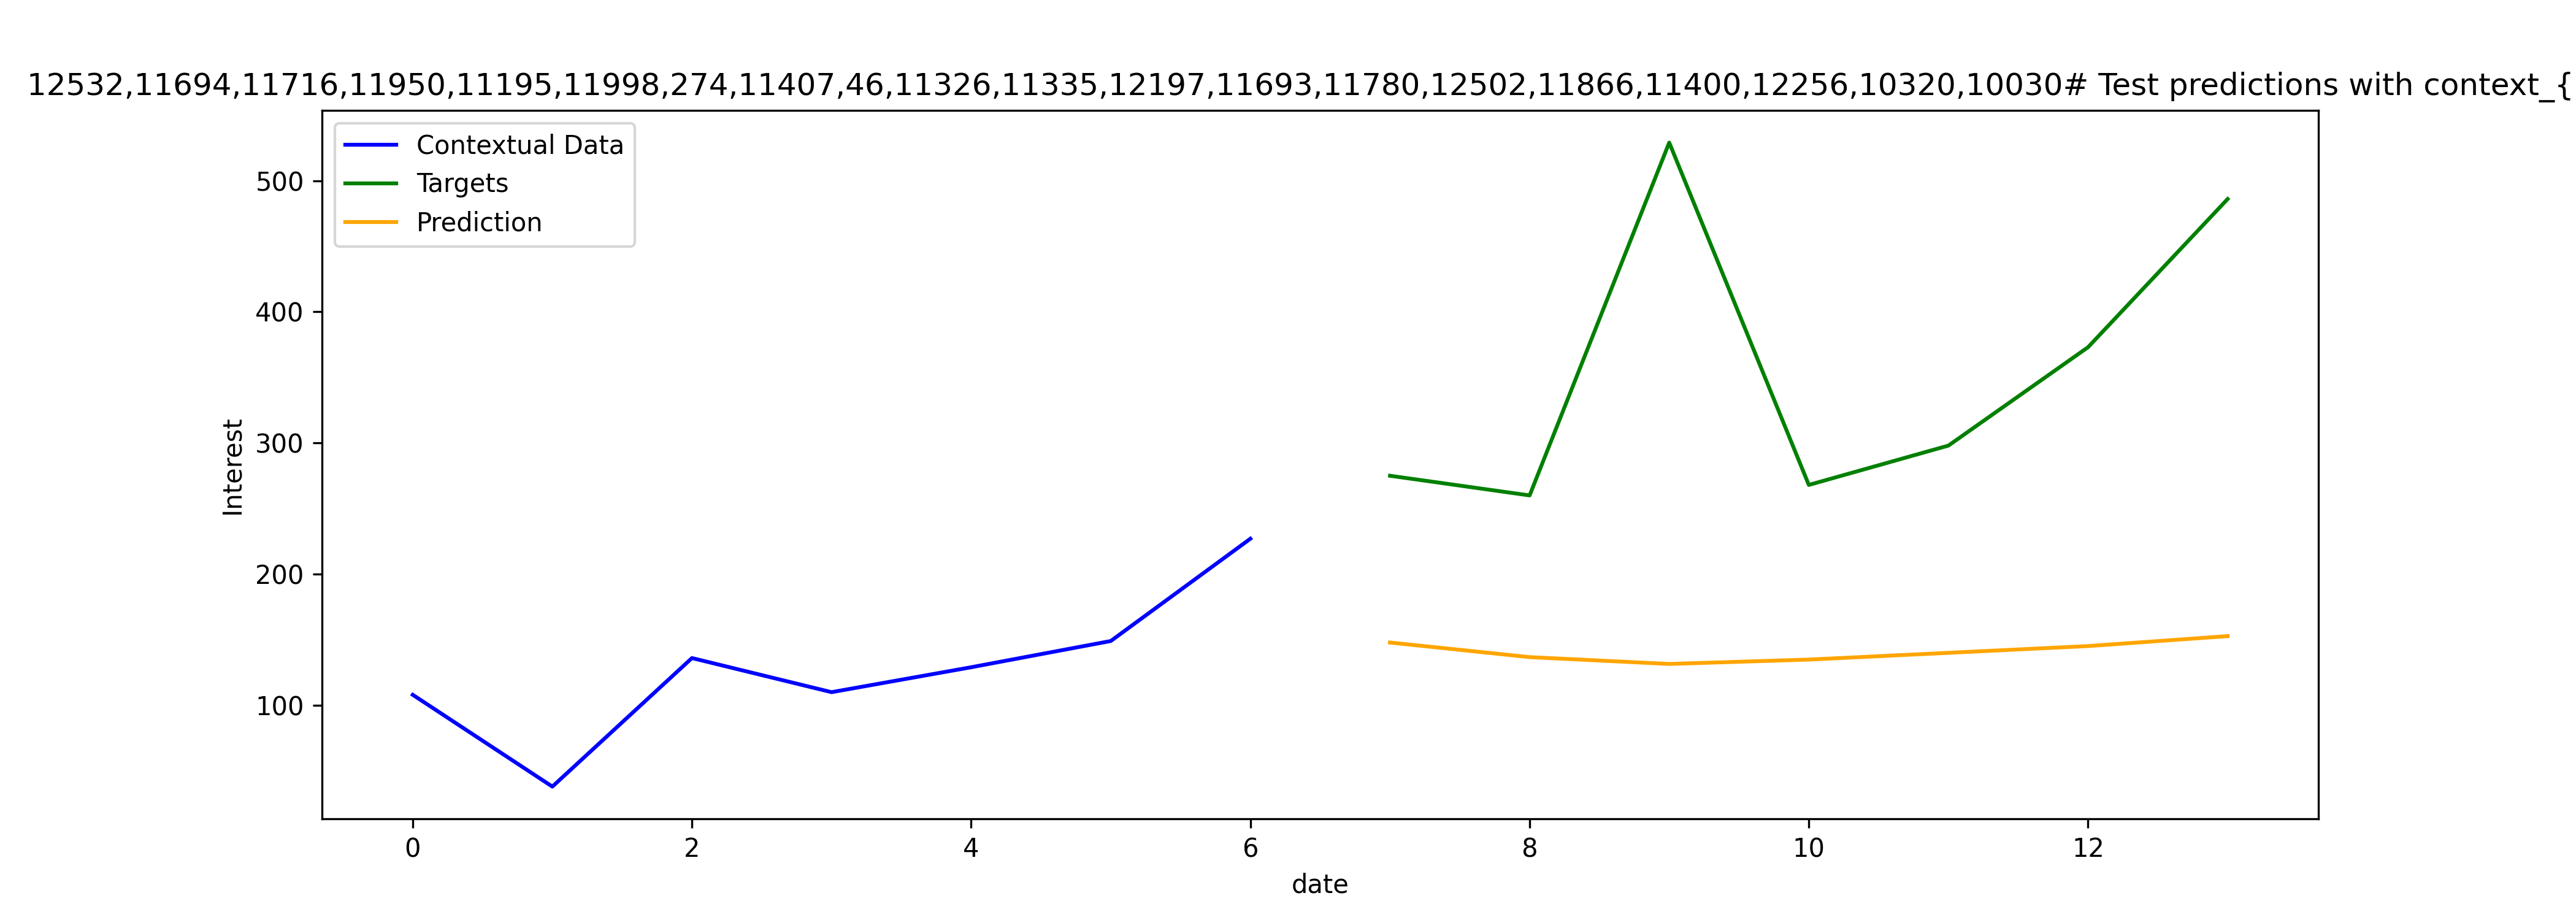 12532,11694,11716,11950,11195,11998,274,11407,46,11326,11335,12197,11693,11780,12502,11866,11400,12256,10320,10030# Test predictions with context_{
Contextual Data
Targets
Prediction
500
400
300
200
100
Interest
0 2 4 6 8 10 12
date